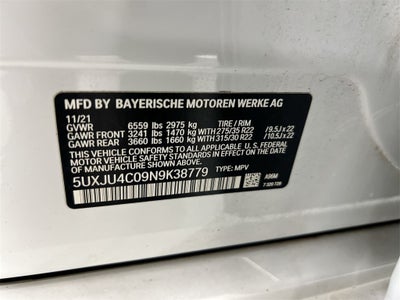 MFD BY BAYERISCHE MOTOREN WERKE AG
11/21
GVWR 6559 lbs 2975 kg TIRE / RIM
GAWR FRONT 3241 lbs 1470 kg 275/35 R22 / 9.5J x 22
GAWR REAR 3660 lbs 1660 kg 315/30 R22 / 10.5J x 22
THIS VEHICLE CONFORMS TO ALL APPLICABLE U.S. FEDERAL
MOTOR VEHICLE SAFETY STANDARDS IN EFFECT ON THE
DATE OF MANUFACTURE SHOWN ABOVE.
5UXJU4C09N9K38779 TYPE: MPV
A96M